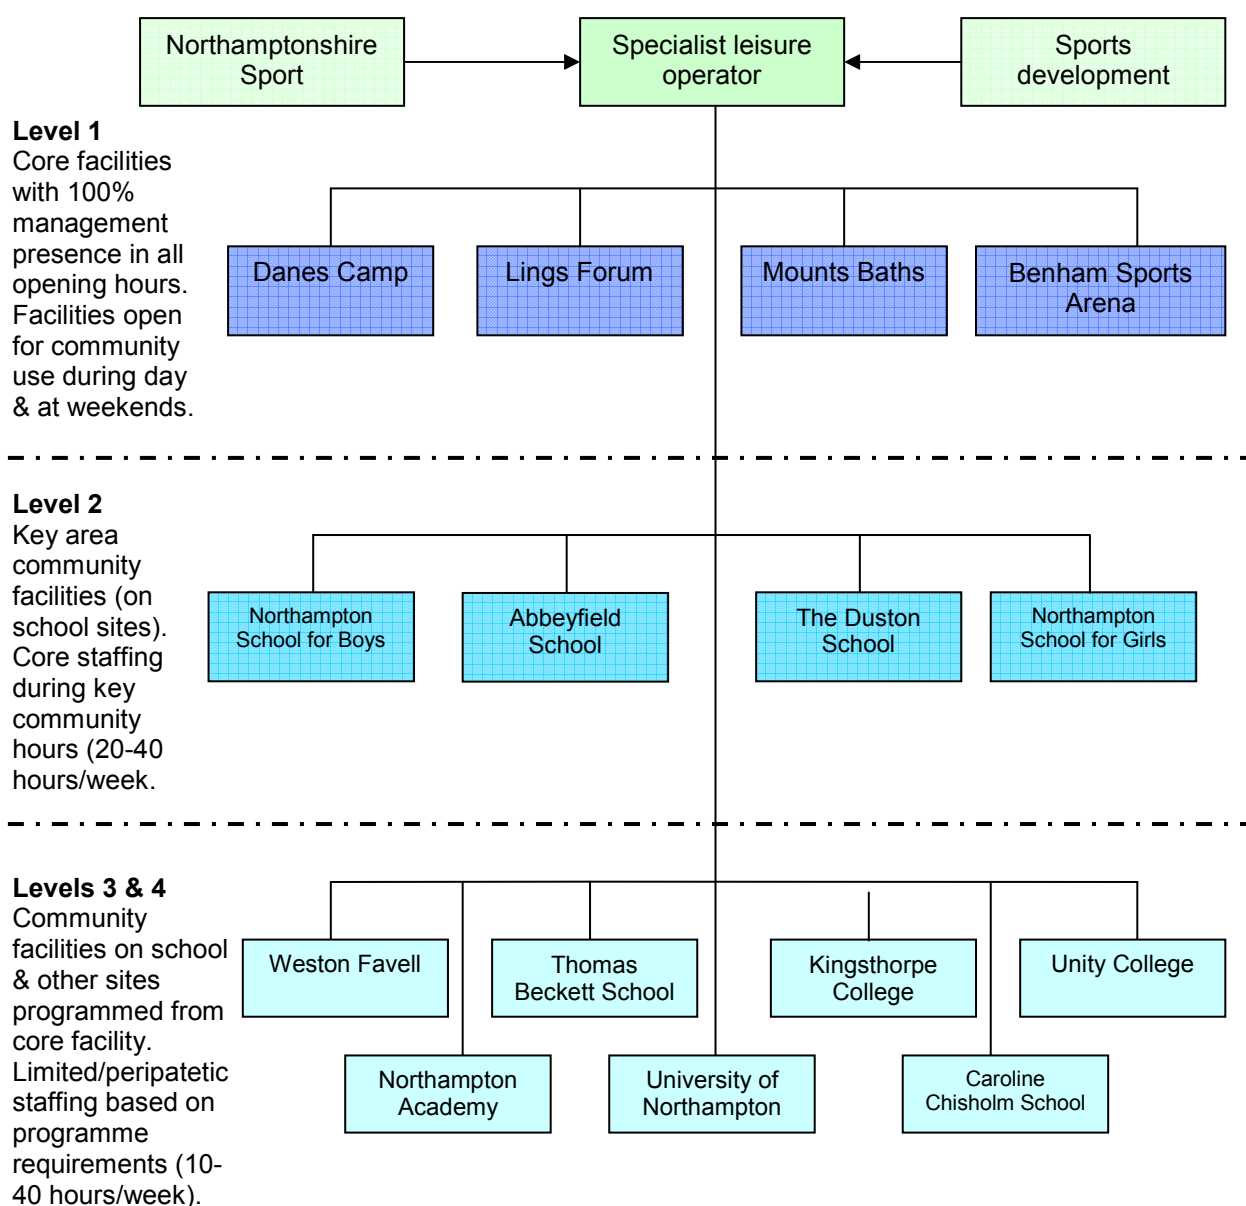 Northamptonshire
Sport
Specialist leisure
operator
Sports
development
Level 1
Core facilities
with 100%
management
presence in all
opening hours.
Facilities open
for community
use during day
& at weekends.
Danes Camp
Lings Forum
Mounts Baths
Benham Sports
Arena
Level 2
Key area
community
facilities (on
school sites).
Core staffing
during key
community
hours (20-40
hours/week.
Northampton
School for Boys
Abbeyfield
School
The Duston
School
Northampton
School for Girls
Levels 3 & 4
Community
facilities on school
& other sites
programmed from
core facility.
Limited/peripatetic
staffing based on
programme
requirements (10-
40 hours/week).
Weston Favell
Thomas
Beckett School
Kingsthorpe
College
Unity College
Northampton
Academy
University of
Northampton
Caroline
Chisholm School